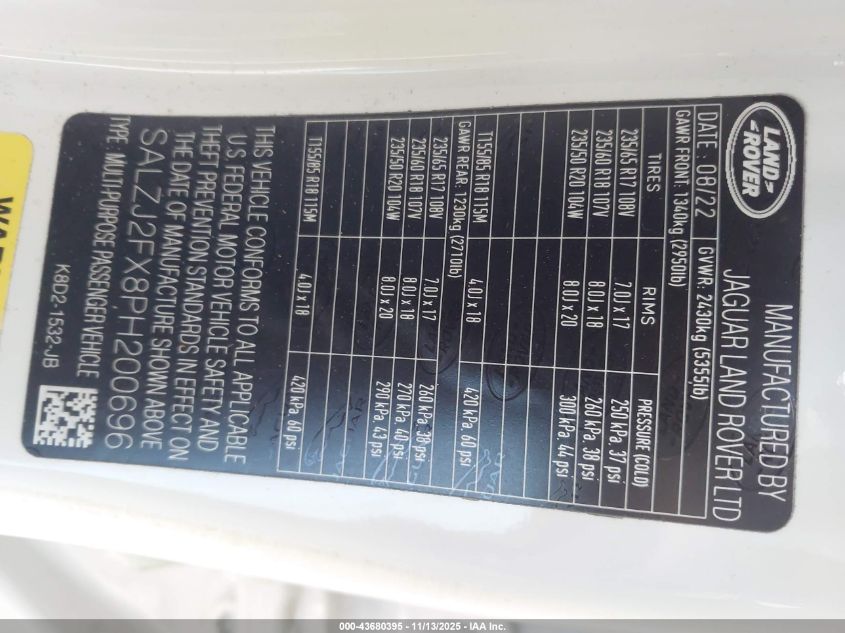 LAND
ROVER
MANUFACTURED BY
JAGUAR LAND ROVER LTD
DATE: 08/22 GVWR: 2430kg (5355lb)
GAWR FRONT: 1340kg (2950lb)
TIRES RIMS PRESSURE (COLD)
235/65 R17 108V 7.0J x 17 250 kPa, 37 psi
235/60 R18 107V 8.0J x 18 260 kPa, 38 psi
235/50 R20 104W 8.0J x 20 300 kPa, 44 psi
T155/85 R18 115M 4.0J x 18 420 kPa, 60 psi
GAWR REAR: 1230kg (2710lb)
235/65 R17 108V 7.0J x 17 260 kPa, 38 psi
235/60 R18 107V 8.0J x 18 270 kPa, 40 psi
235/50 R20 104W 8.0J x 20 290 kPa, 43 psi
T155/85 R18 115M 4.0J x 18 420 kPa, 60 psi
THIS VEHICLE CONFORMS TO ALL APPLICABLE
U.S. FEDERAL MOTOR VEHICLE SAFETY AND
THEFT PREVENTION STANDARDS IN EFFECT ON
THE DATE OF MANUFACTURE SHOWN ABOVE
SALZJ2FX8PH200696
TYPE: MULTI-PURPOSE PASSENGER VEHICLE
K8D2-1532-JB
000-43680395 - 11/13/2025 - IAA Inc.